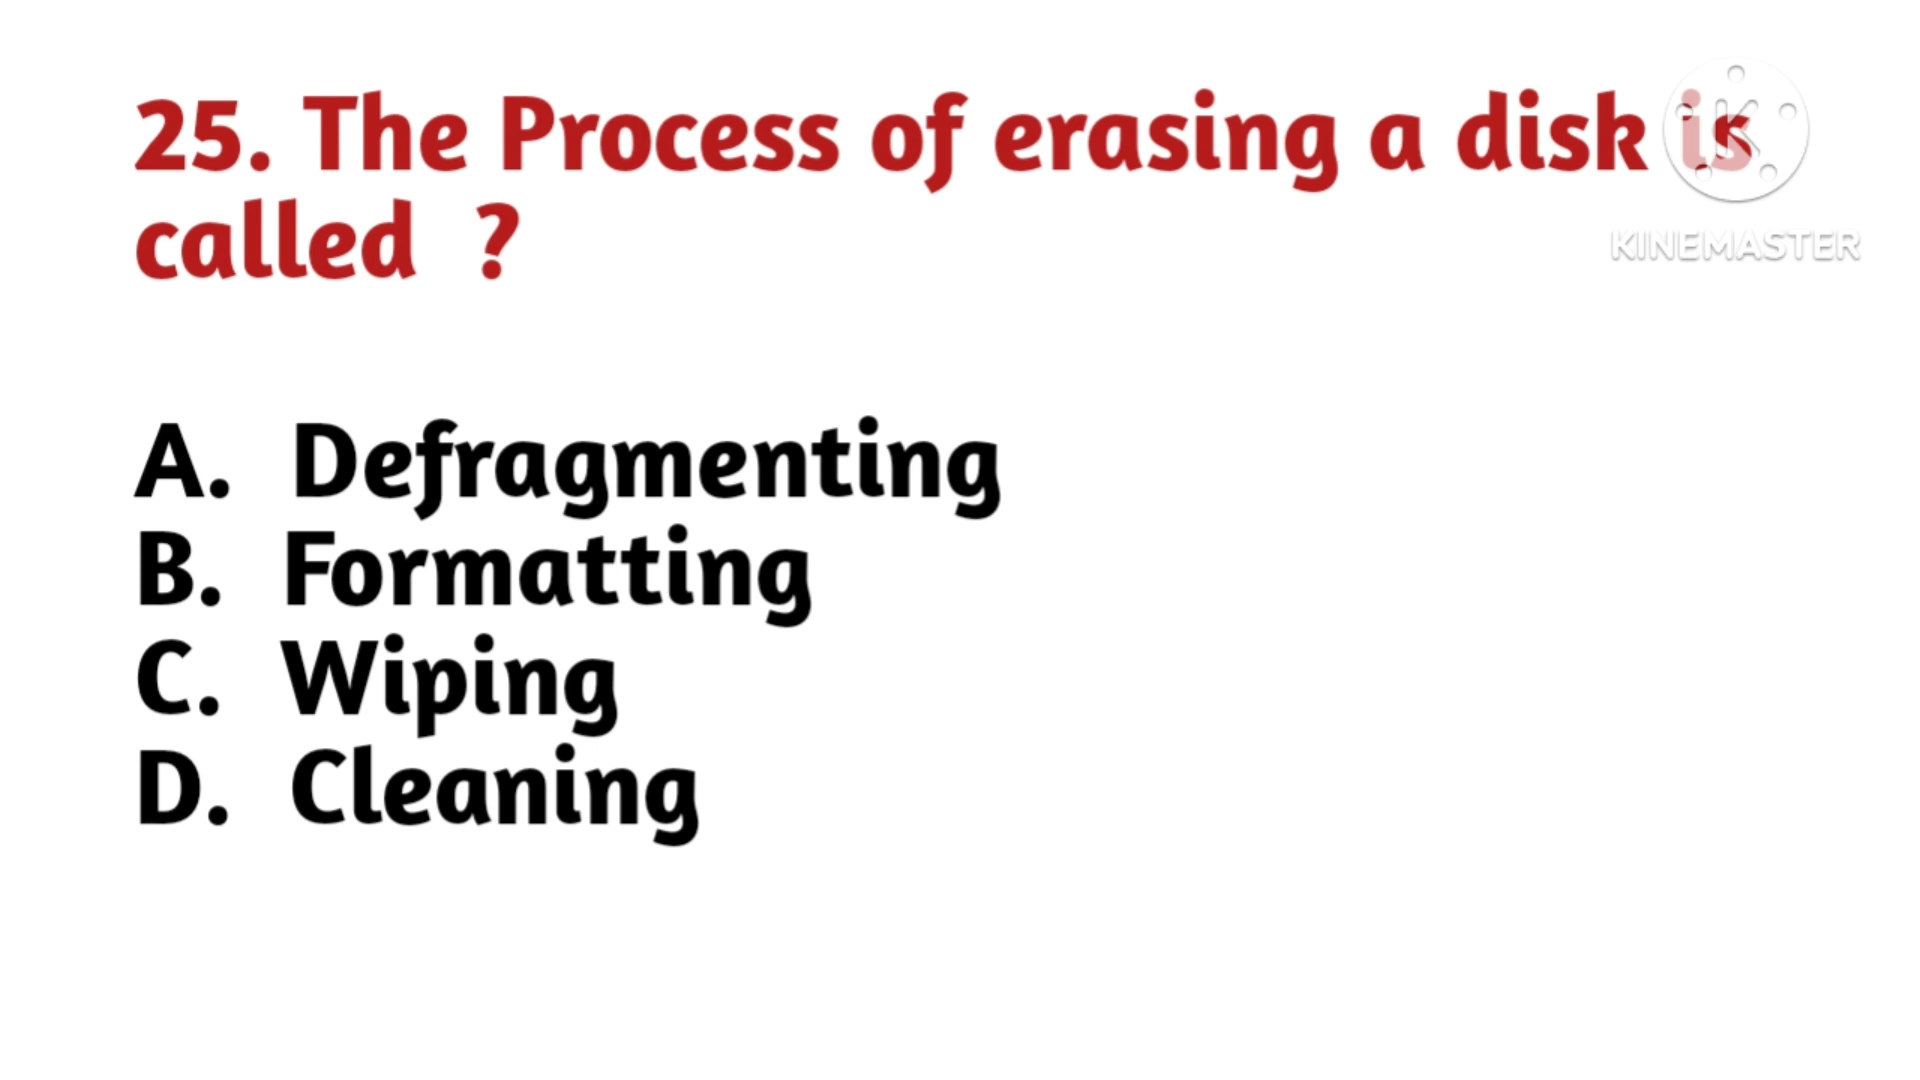 25. The Process of erasing a disk is
called ?
KINEMASTER
A. Defragmenting
B. Formatting
C. Wiping
D. Cleaning